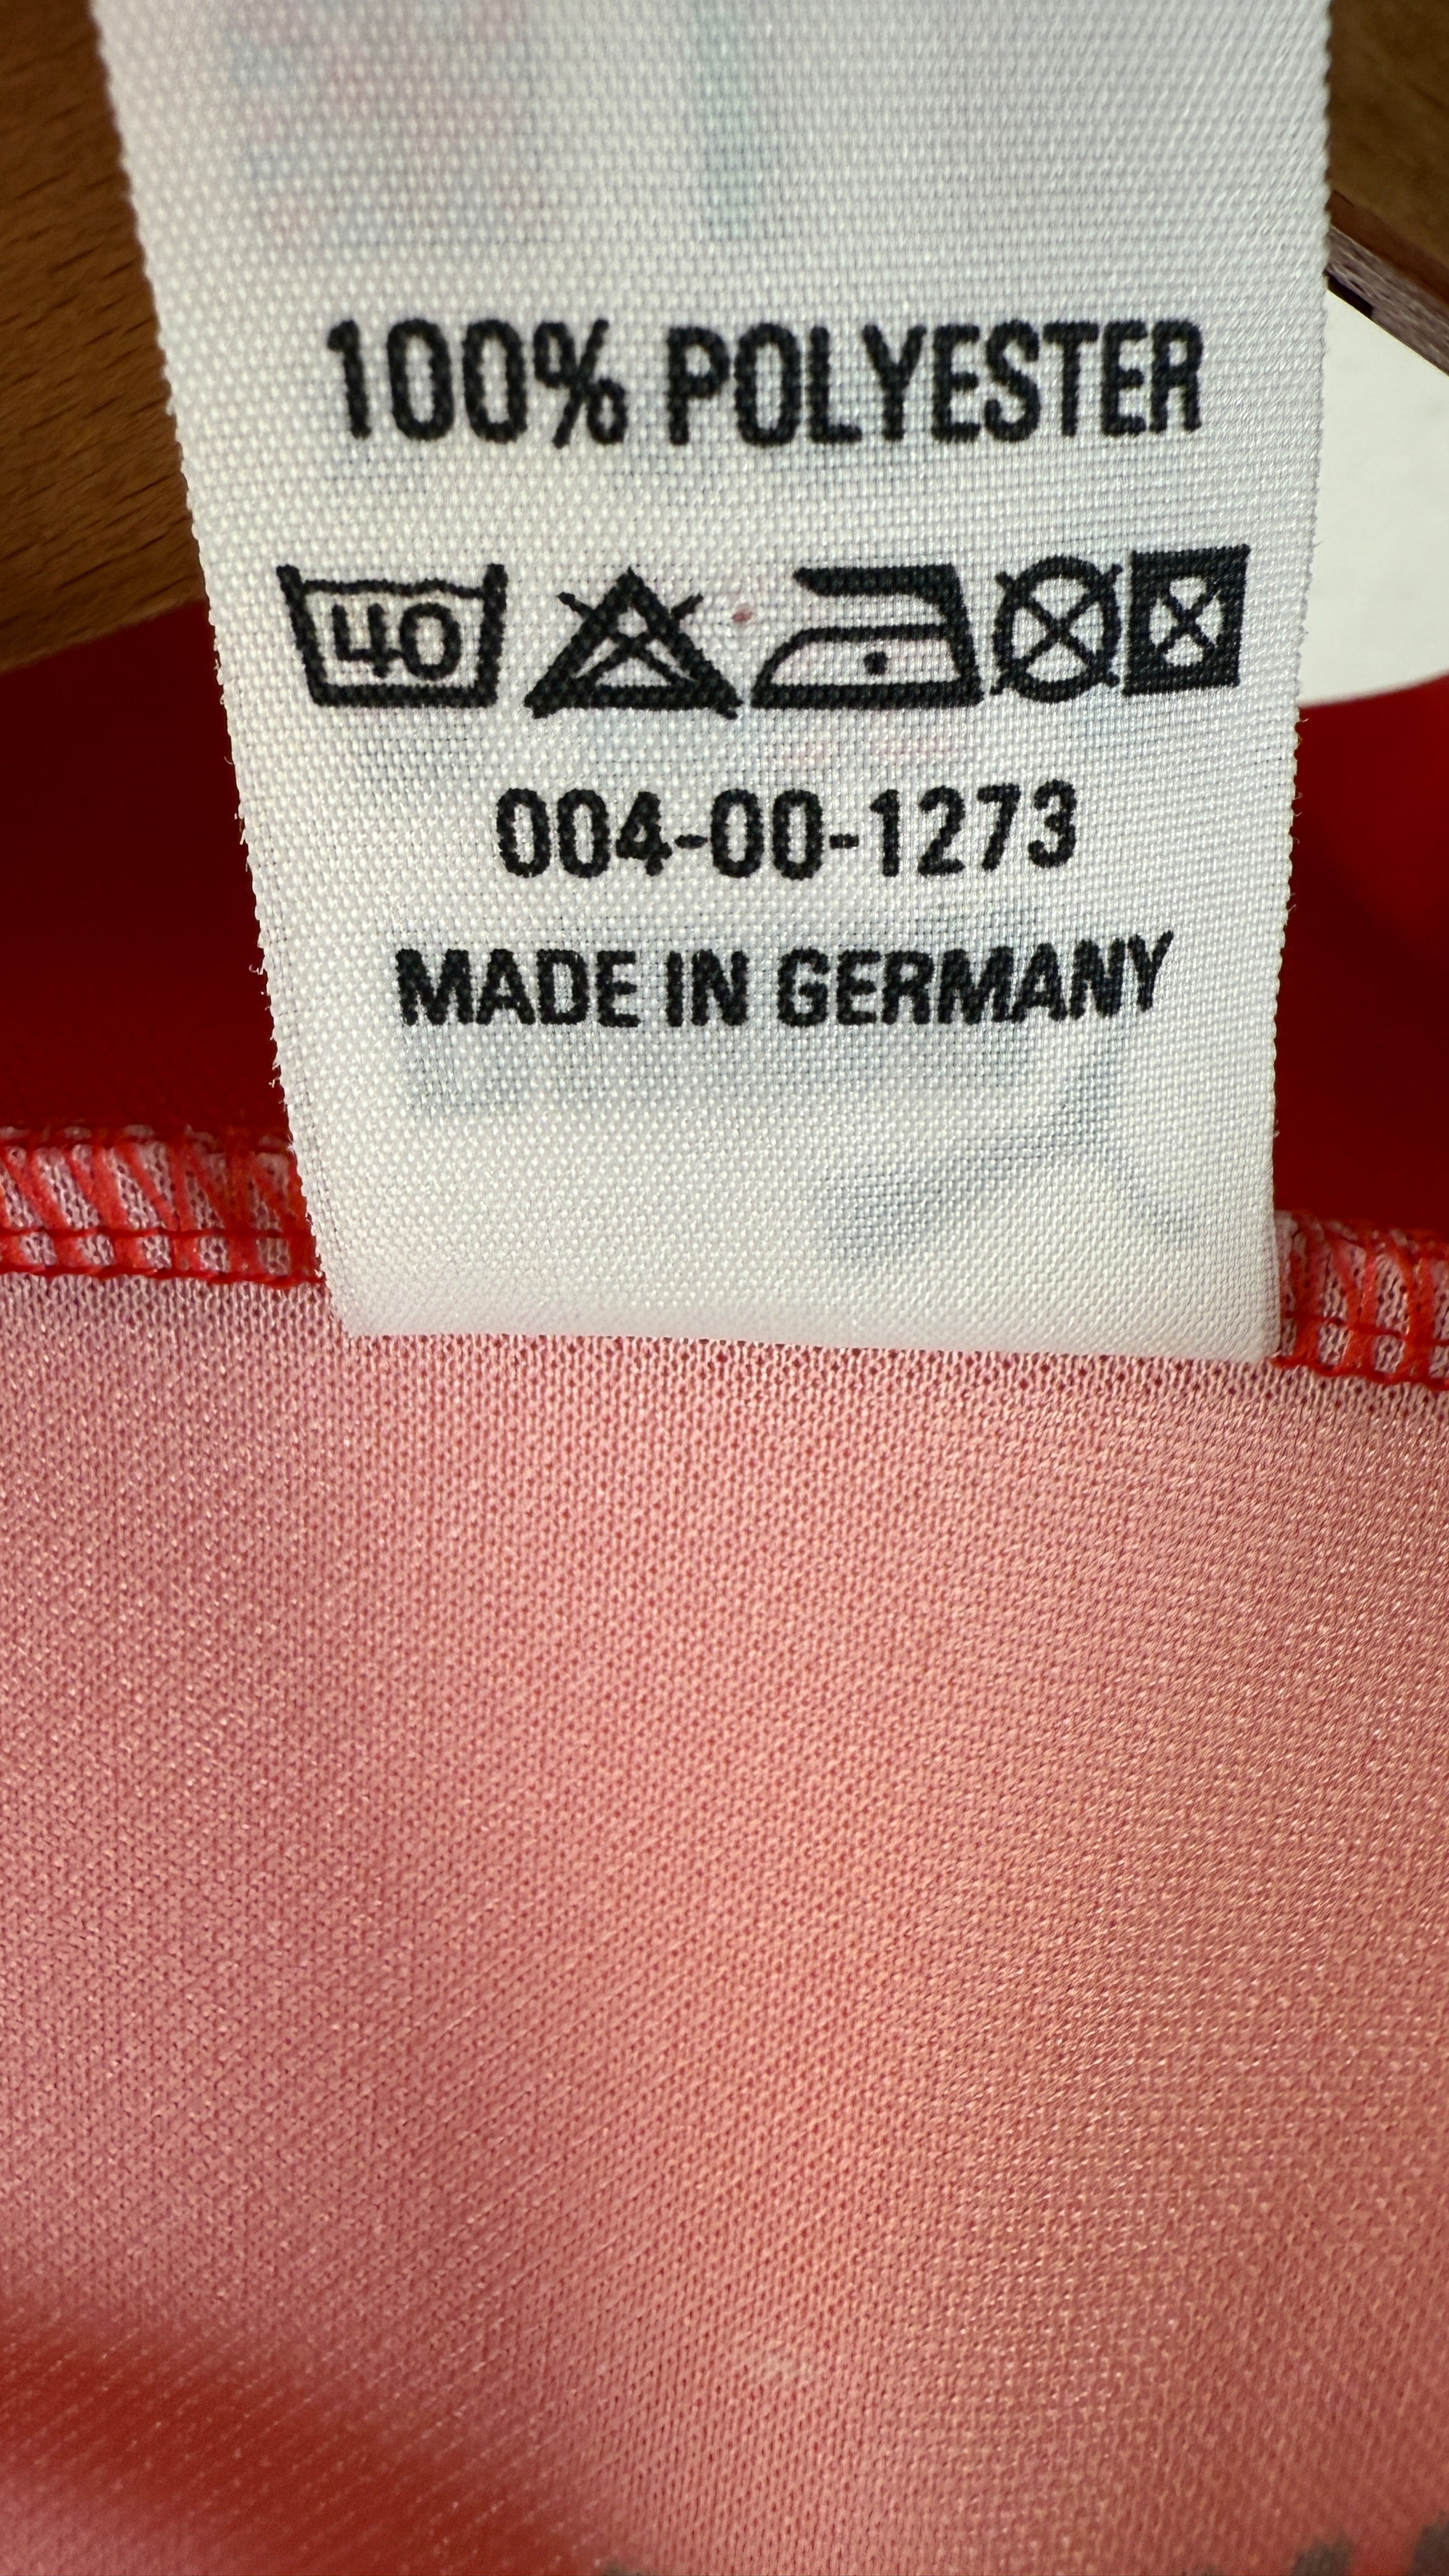 100% POLYESTER
40
004-00-1273
MADE IN GERMANY